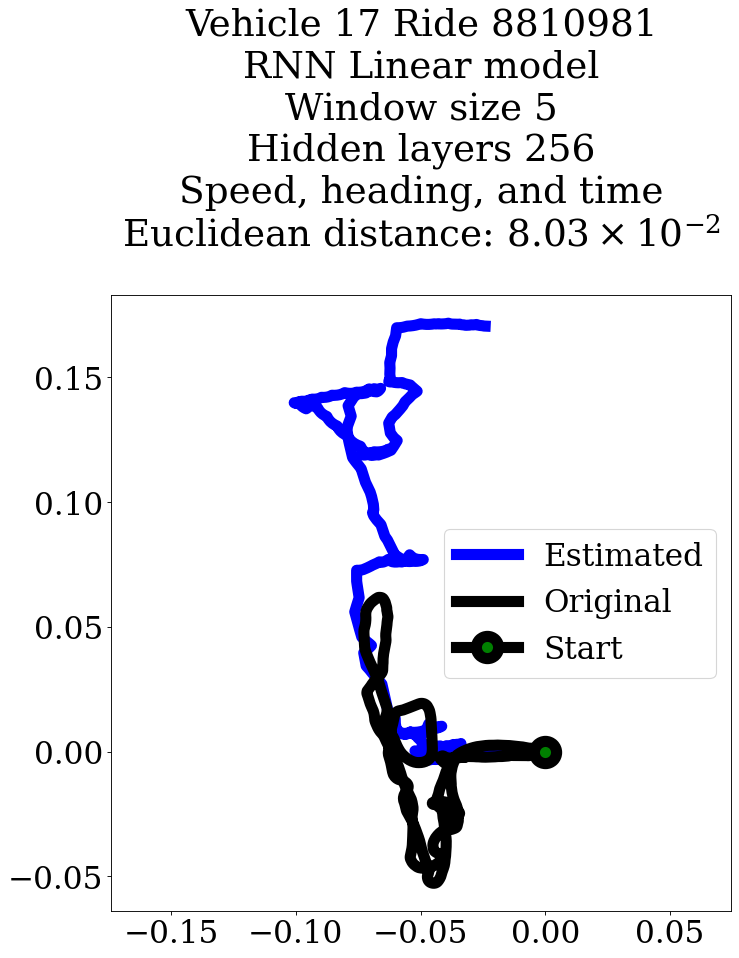 Vehicle 17 Ride 8810981
RNN Linear model
Window size 5
Hidden layers 256
Speed, heading, and time
Euclidean distance: 8.03 × 10⁻²
0.15
0.10
0.05
0.00
−0.05
Estimated
Original
Start
−0.15 −0.10 −0.05 0.00 0.05